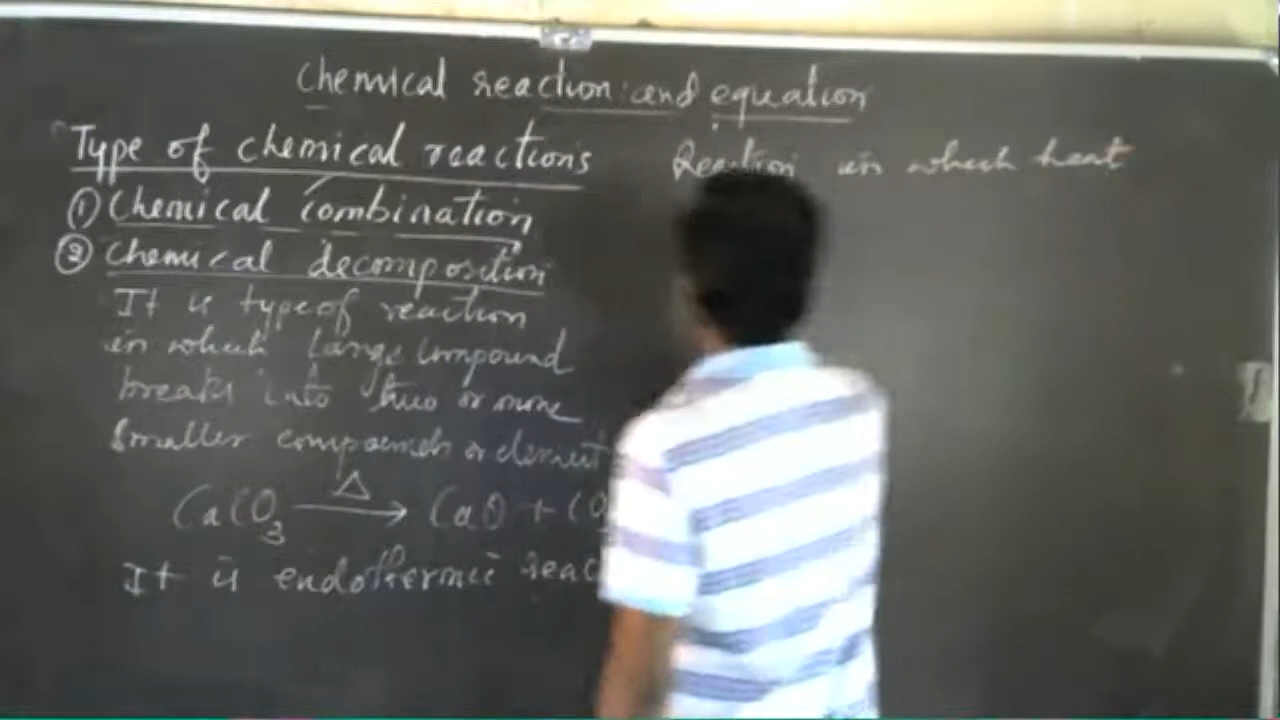 Chemical reaction and equation
Type of chemical reactions
① Chemical Combination
② Chemical decomposition
It is type of reaction
in which large compound
breaks into two or more
smaller compounds or element
CaCO3 —Δ→ CaO + CO
It is endothermic reac
Reaction in which heat